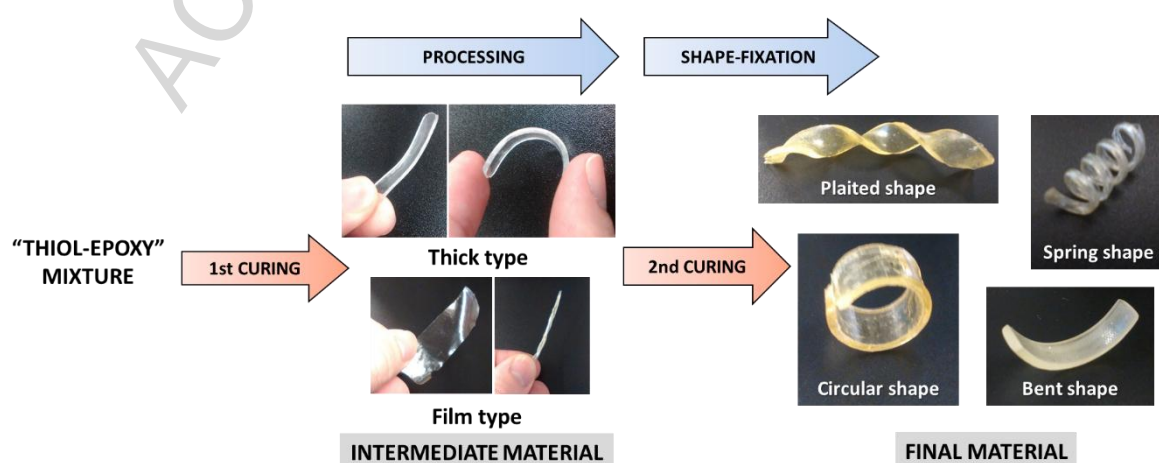 AC
PROCESSING
SHAPE-FIXATION
Plaited shape
Spring shape
"THIOL-EPOXY"
MIXTURE
1st CURING
Thick type
2nd CURING
Circular shape
Bent shape
Film type
INTERMEDIATE MATERIAL
FINAL MATERIAL